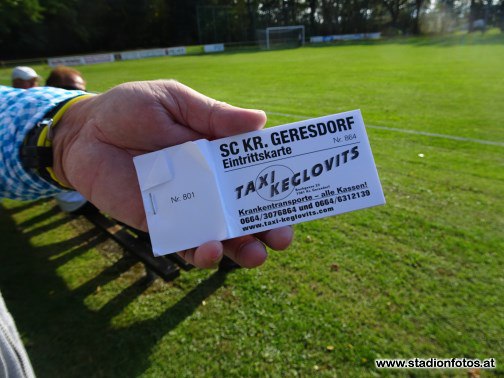 SC KR. GERESDORF
Eintrittskarte
Nr. 864
Nr. 801
TAXI
KEGLOVITS
Krankentransporte – alle Kassen!
0664/3076864 und 0664/6312139
www.taxi-keglovits.com
www.stadionfotos.at